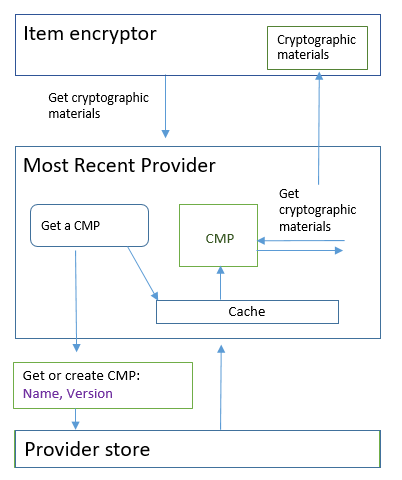 Item encryptor
Cryptographic
materials
Get cryptographic
materials
Most Recent Provider
Get a CMP
CMP
Get
cryptographic
materials
Cache
Get or create CMP:
Name, Version
Provider store